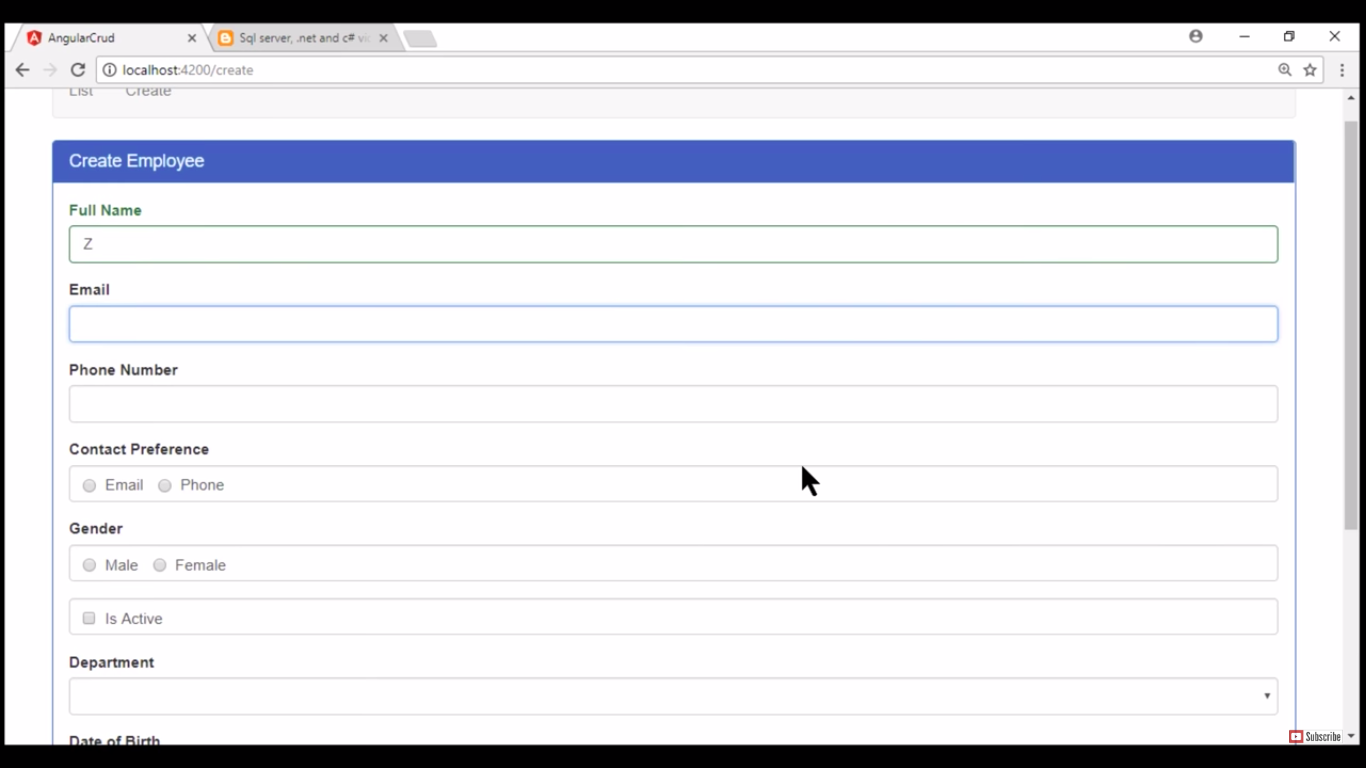 AngularCrud
Sql server, .net and c# vi
localhost:4200/create
List Create
Create Employee
Full Name
Z
Email
Phone Number
Contact Preference
Email Phone
Gender
Male Female
Is Active
Department
Date of Birth
Subscribe